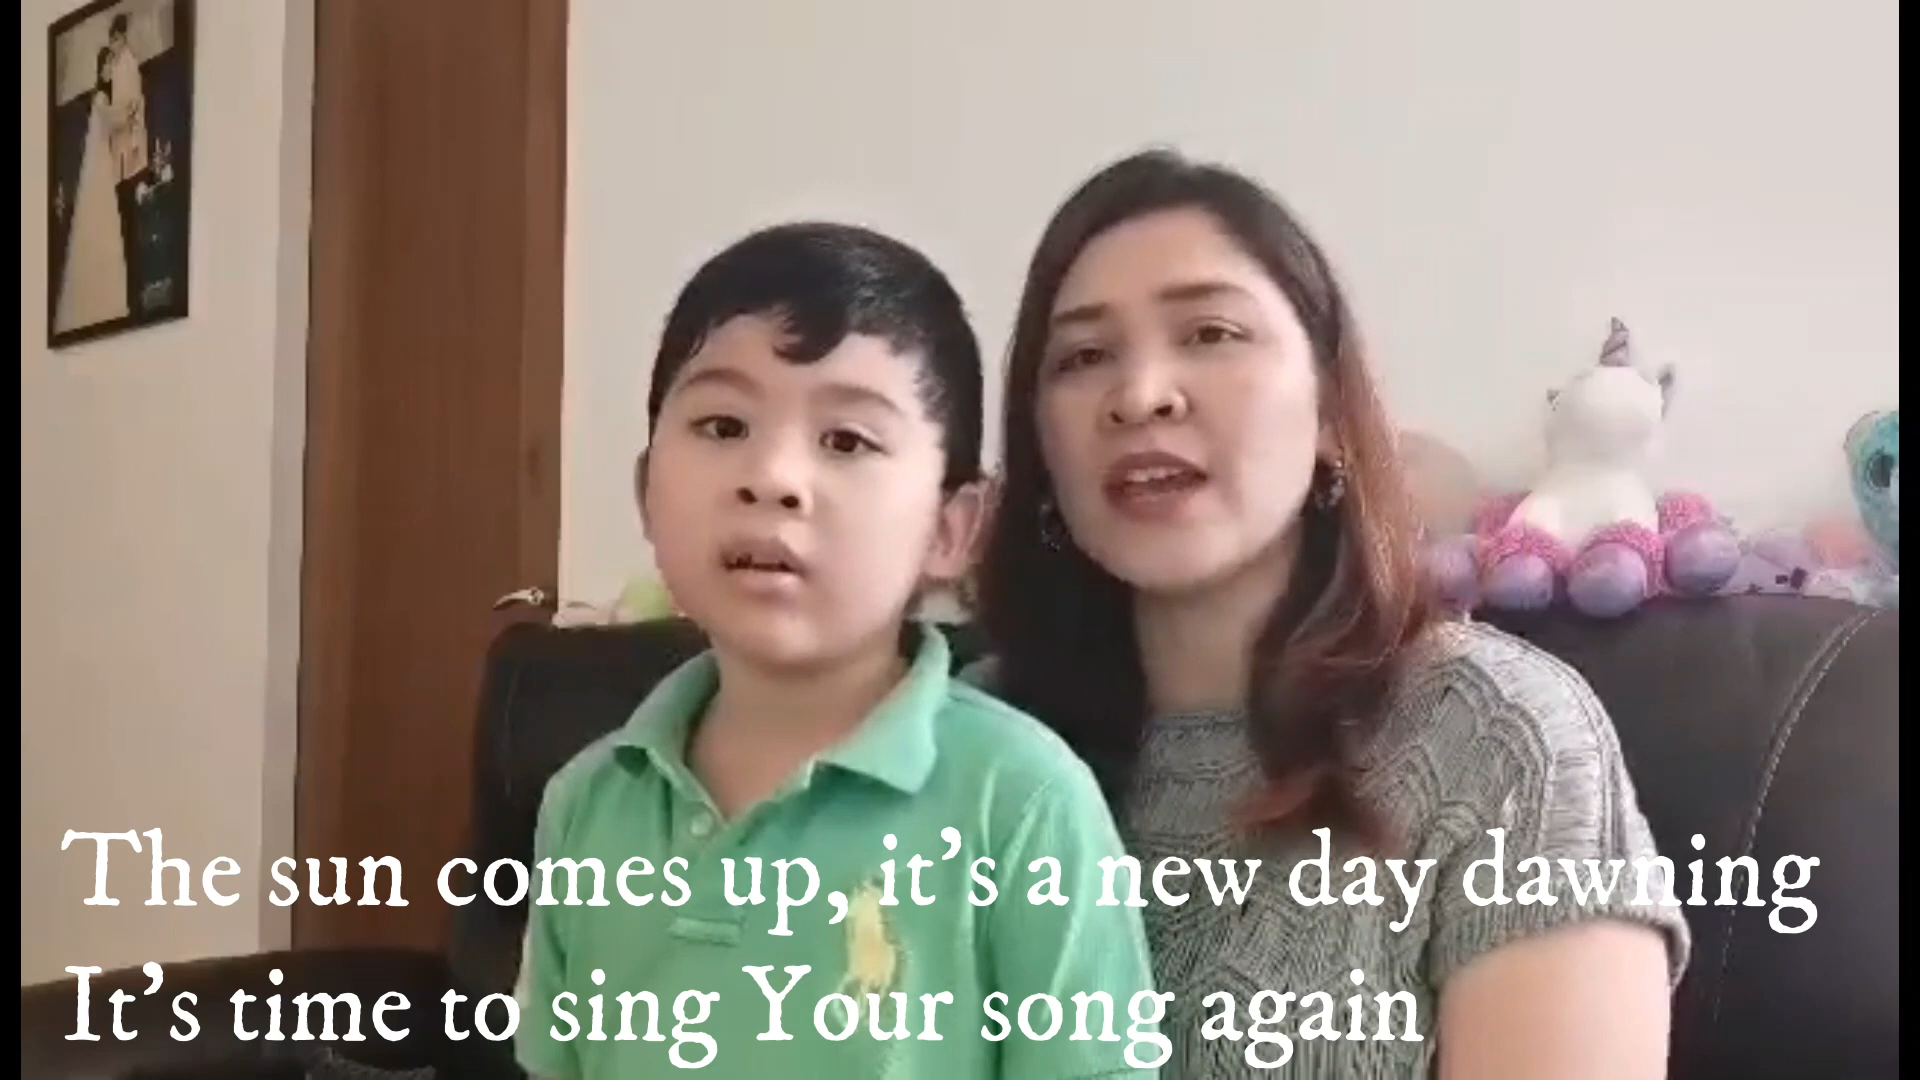 The sun comes up, it's a new day dawning
It's time to sing Your song again